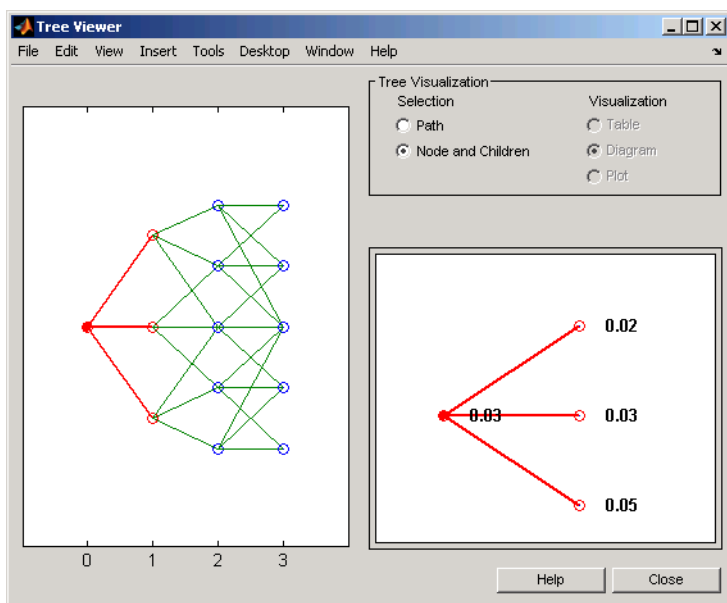 Tree Viewer
File Edit View Insert Tools Desktop Window Help
Tree Visualization
Selection
Visualization
Path
Table
Node and Children
Diagram
Plot
0 1 2 3
0.02
0.03 0.03
0.05
Help Close